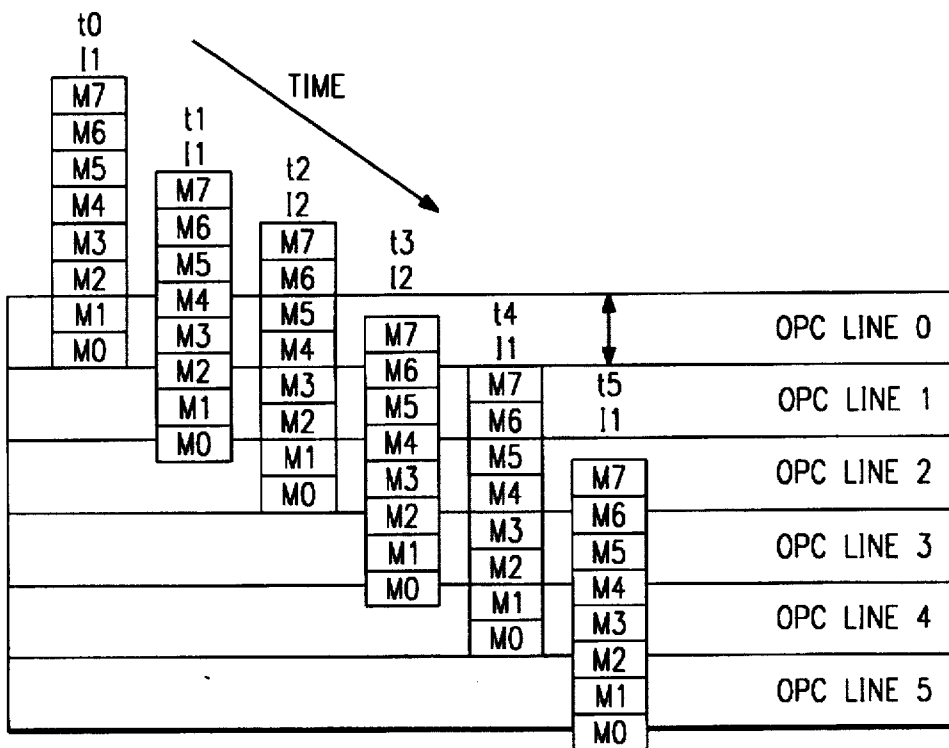 t0
I1
M7
M6
M5
M4
M3
M2
M1
M0
TIME
t1
I1
M7
M6
M5
M4
M3
M2
M1
M0
t2
I2
M7
M6
M5
M4
M3
M2
M1
M0
t3
I2
M7
M6
M5
M4
M3
M2
M1
M0
t4
I1
M7
M6
M5
M4
M3
M2
M1
M0
t5
I1
M7
M6
M5
M4
M3
M2
M1
M0
OPC LINE 0
OPC LINE 1
OPC LINE 2
OPC LINE 3
OPC LINE 4
OPC LINE 5